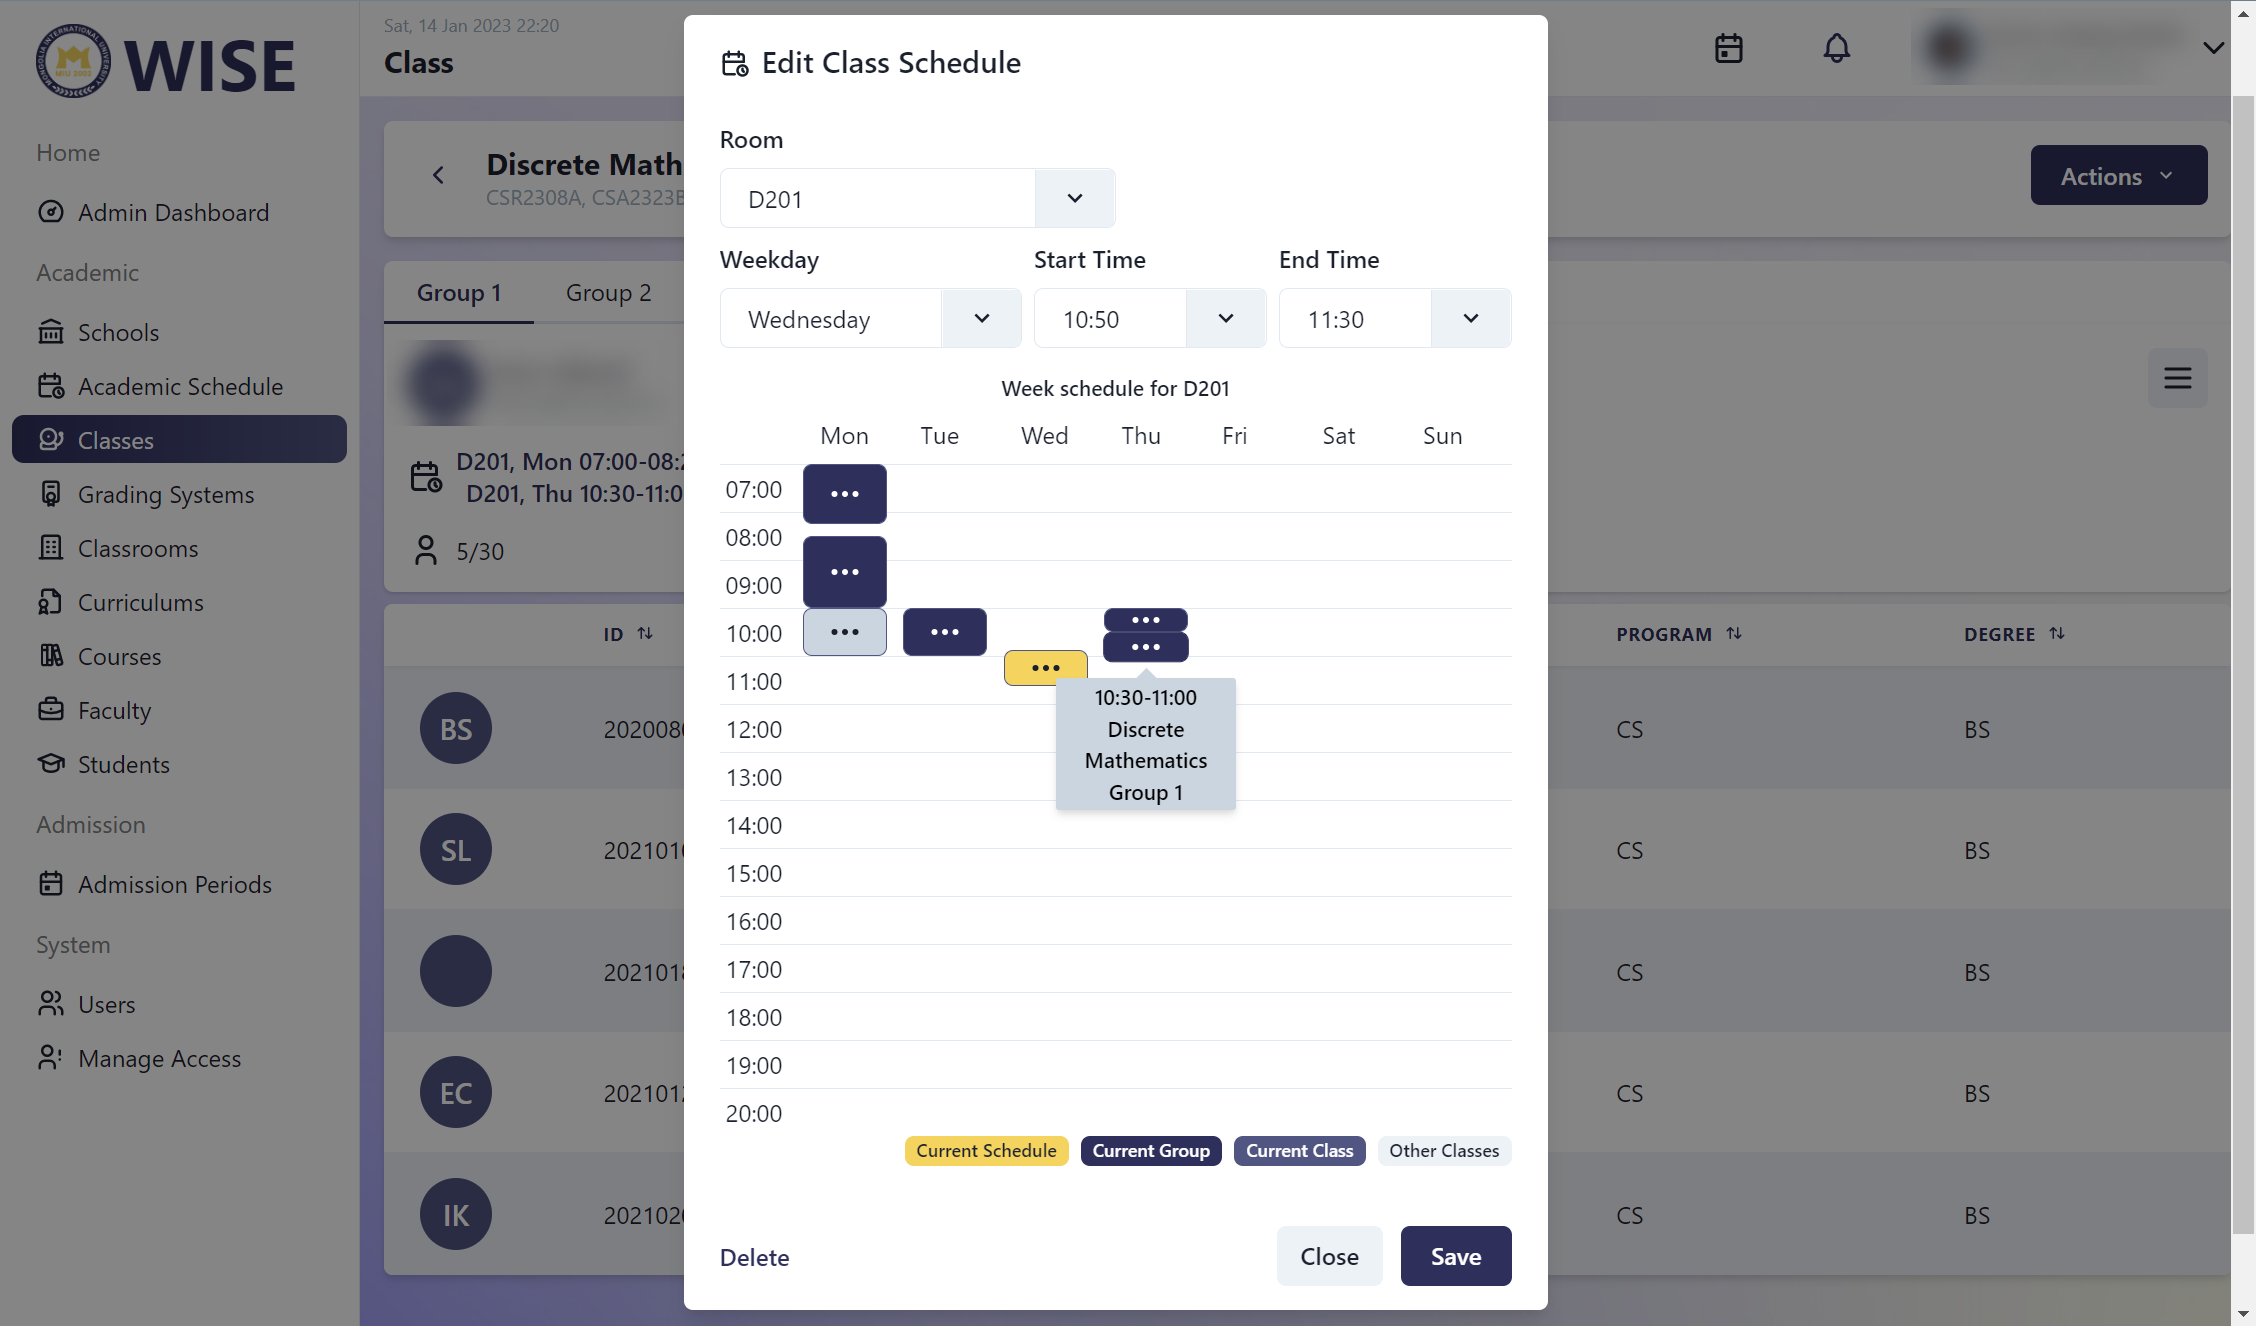 MONGOLIA INTERNATIONAL UNIVERSITY
MIU 2002
WISE
Home
Admin Dashboard
Academic
Schools
Academic Schedule
Classes
Grading Systems
Classrooms
Curriculums
Courses
Faculty
Students
Admission
Admission Periods
System
Users
Manage Access
Sat, 14 Jan 2023 22:20
Class
Discrete Math
CSR2308A, CSA2323B
Actions
Group 1 Group 2
D201, Mon 07:00-08:2
D201, Thu 10:30-11:0
5/30
ID PROGRAM DEGREE
BS 202008 CS BS
SL 202101 CS BS
202101 CS BS
EC 202101 CS BS
IK 202102 CS BS
Edit Class Schedule
Room
D201
Weekday Start Time End Time
Wednesday 10:50 11:30
Week schedule for D201
Mon Tue Wed Thu Fri Sat Sun
07:00
08:00
09:00
10:00
11:00
12:00
13:00
14:00
15:00
16:00
17:00
18:00
19:00
20:00
10:30-11:00
Discrete
Mathematics
Group 1
Current Schedule Current Group Current Class Other Classes
Delete Close Save